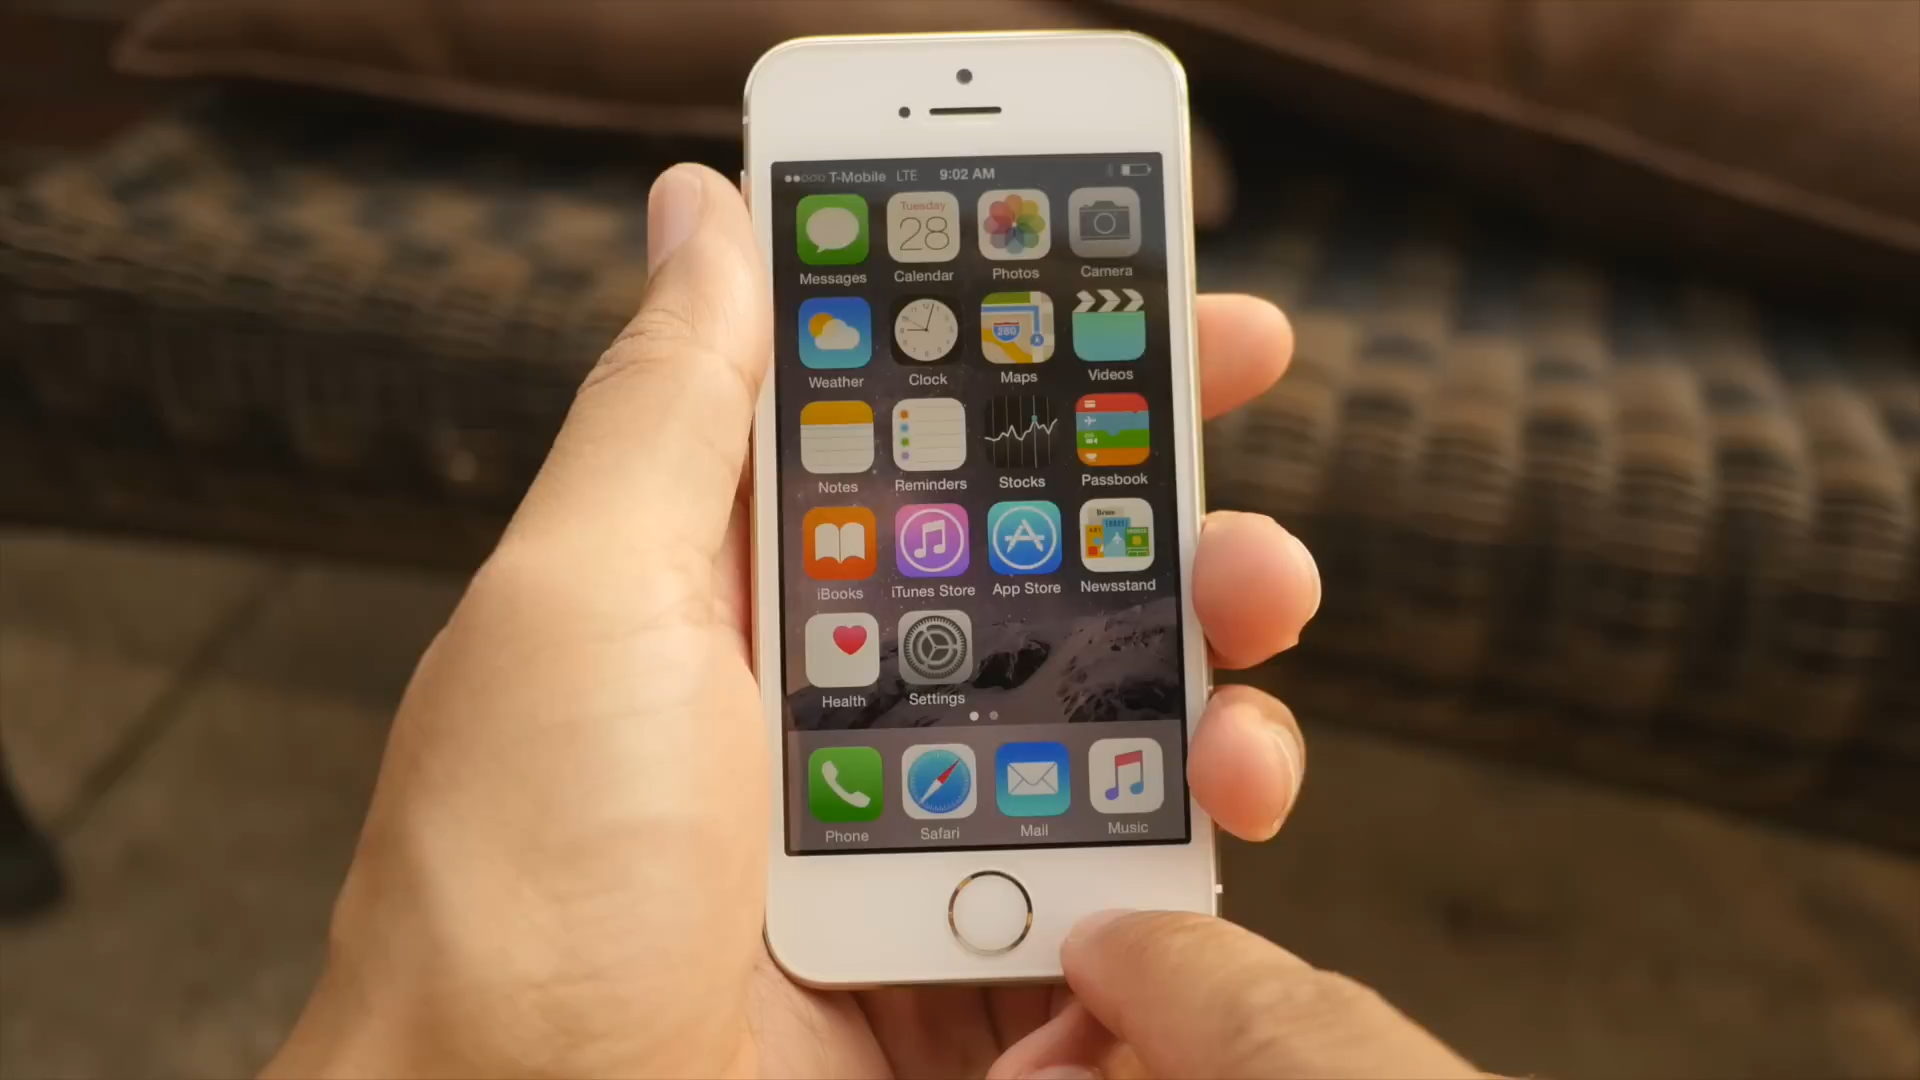 T-Mobile LTE 9:02 AM
Tuesday
28
Messages Calendar Photos Camera
280
Weather Clock Maps Videos
Notes Reminders Stocks Passbook
iBooks iTunes Store App Store Newsstand
Health Settings
Phone Safari Mail Music